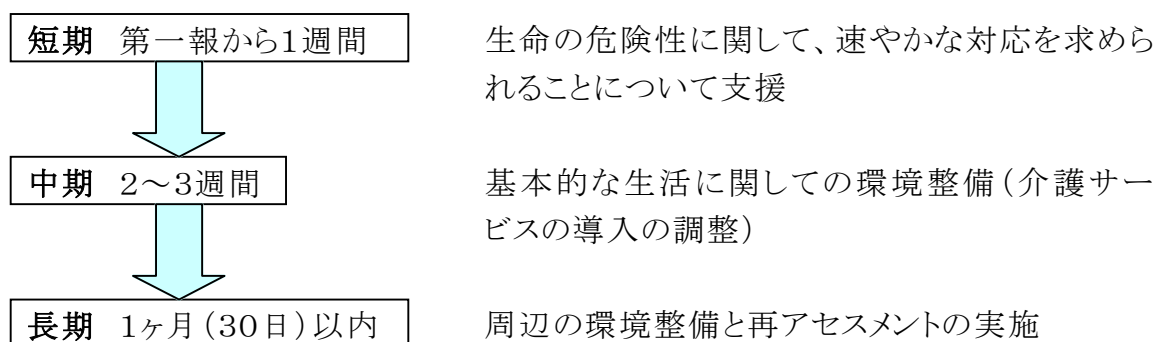 短期 第一報から1週間
生命の危険性に関して、速やかな対応を求めら
れることについて支援
中期 2～3週間
基本的な生活に関しての環境整備（介護サー
ビスの導入の調整）
長期 1ヶ月（30日）以内
周辺の環境整備と再アセスメントの実施